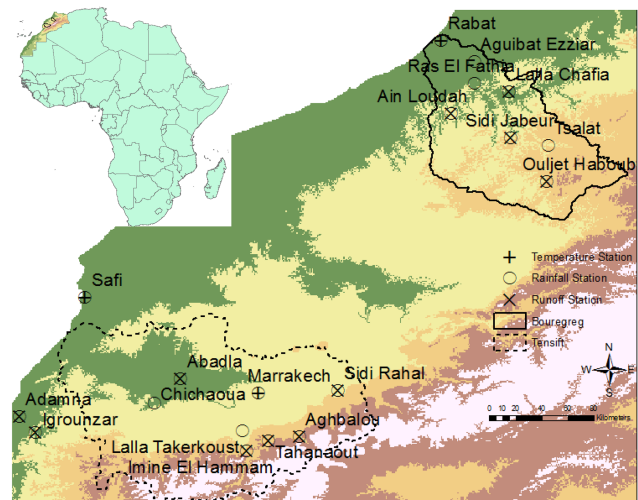 Rabat
Aguibat Ezziar
Ras El Fathia
Lalla Chafia
Ain Loudah
Sidi Jabeur
Tsalat
Ouljet Haboub
Temperature Station
Rainfall Station
Runoff Station
Bouregreg
Tensift
Safi
N
W E
S
Abadla
Marrakech
Sidi Rahal
Chichaoua
Adamna
Igrounzar
0 10 20 40 60 80
Kilometers
Lalla Takerkoust
Aghbalou
Tahanaout
Imine El Hammam